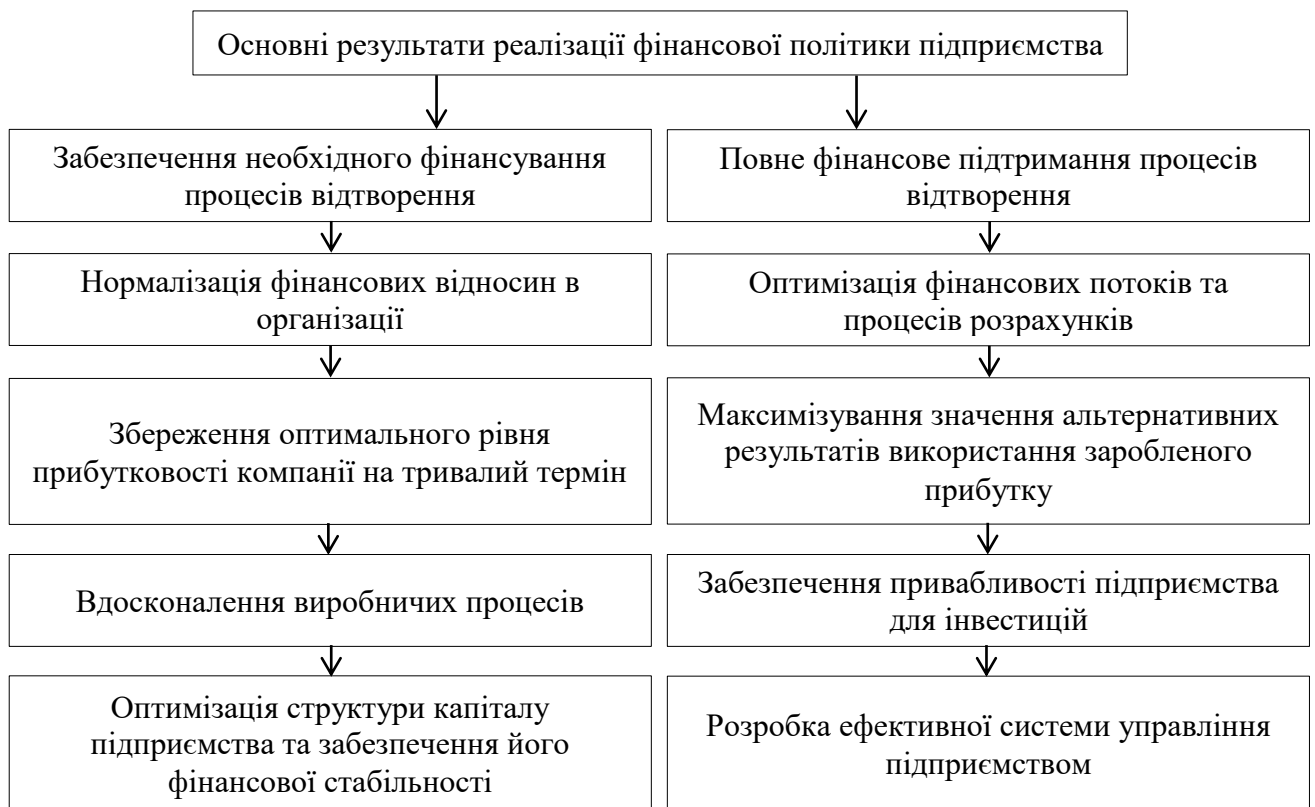 Основні результати реалізації фінансової політики підприємства
Забезпечення необхідного фінансування
процесів відтворення
Повне фінансове підтримання процесів
відтворення
Нормалізація фінансових відносин в
організації
Оптимізація фінансових потоків та
процесів розрахунків
Збереження оптимального рівня
прибутковості компанії на тривалий термін
Максимізування значення альтернативних
результатів використання заробленого
прибутку
Вдосконалення виробничих процесів
Забезпечення привабливості підприємства
для інвестицій
Оптимізація структури капіталу
підприємства та забезпечення його
фінансової стабільності
Розробка ефективної системи управління
підприємством